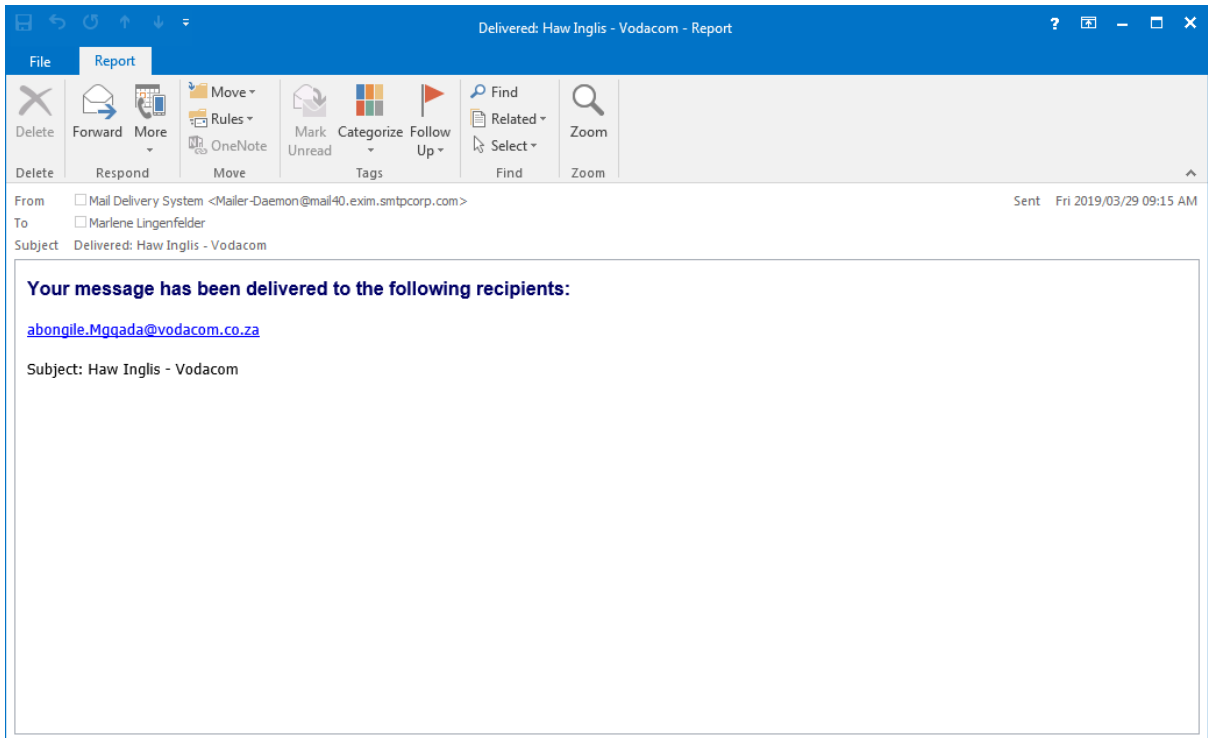 Delivered: Haw Inglis - Vodacom - Report
?
File Report
Delete
Forward
More
Move
Rules
OneNote
Mark Unread
Categorize
Follow Up
Find
Related
Select
Zoom
Delete Respond Move Tags Find Zoom
From Mail Delivery System <Mailer-Daemon@mail40.exim.smtpcorp.com> Sent Fri 2019/03/29 09:15 AM
To Marlene Lingenfelder
Subject Delivered: Haw Inglis - Vodacom
Your message has been delivered to the following recipients:
abongile.Mgqada@vodacom.co.za
Subject: Haw Inglis - Vodacom